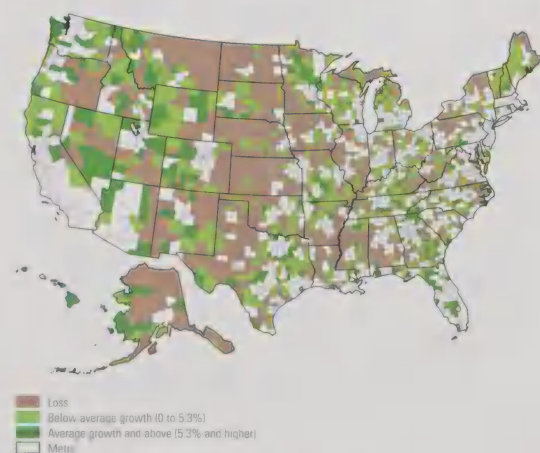 Loss
Below average growth (0 to 5.3%)
Average growth and above (5.3% and higher)
Metro